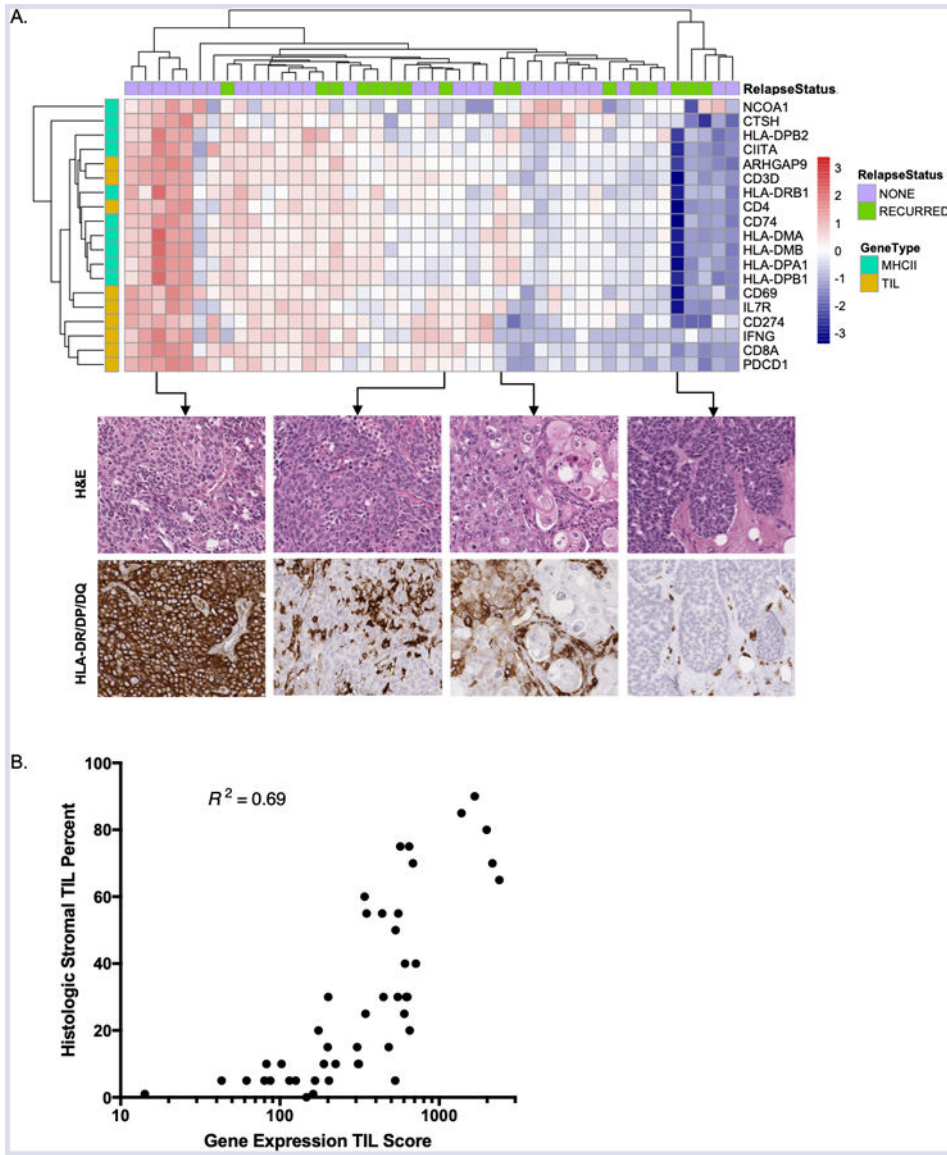 A.
RelapseStatus
NCOA1
CTSH
HLA-DPB2
CIITA
ARHGAP9
CD3D
HLA-DRB1
CD4
CD74
HLA-DMA
HLA-DMB
HLA-DPA1
HLA-DPB1
CD69
IL7R
CD274
IFNG
CD8A
PDCD1
3
2
1
0
-1
-2
-3
RelapseStatus
NONE
RECURRED
GeneType
MHCII
TIL
H&E
HLA-DR/DP/DQ
B.
R² = 0.69
Histologic Stromal TIL Percent
100
80
60
40
20
0
10 100 1000
Gene Expression TIL Score